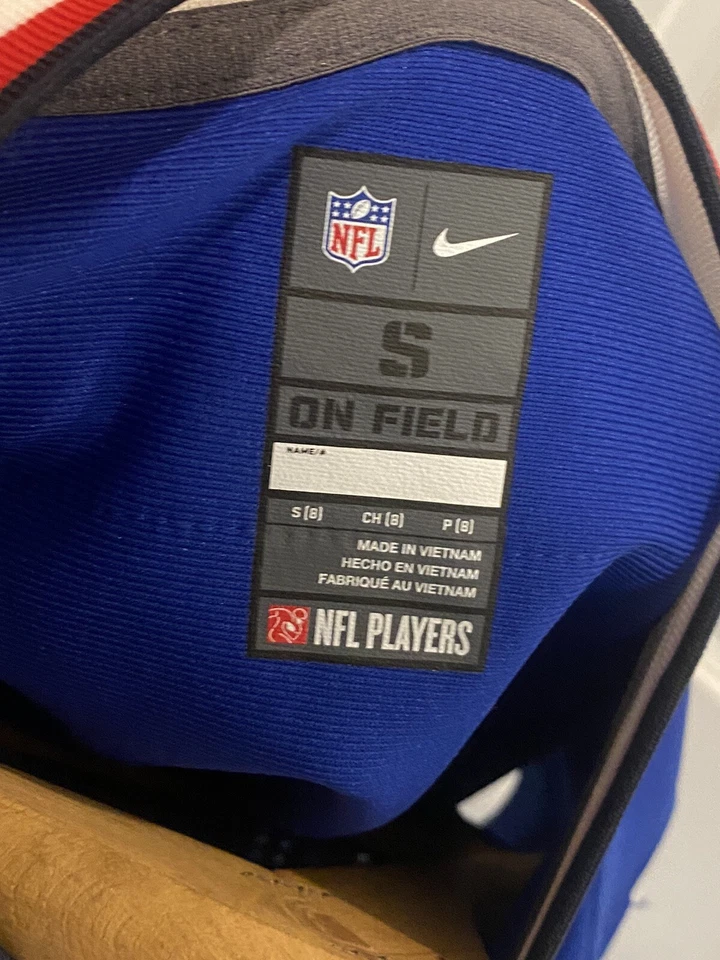 NFL
S
ON FIELD
NAME/#
S (8) CH (8) P (8)
MADE IN VIETNAM
HECHO EN VIETNAM
FABRIQUÉ AU VIETNAM
NFL PLAYERS